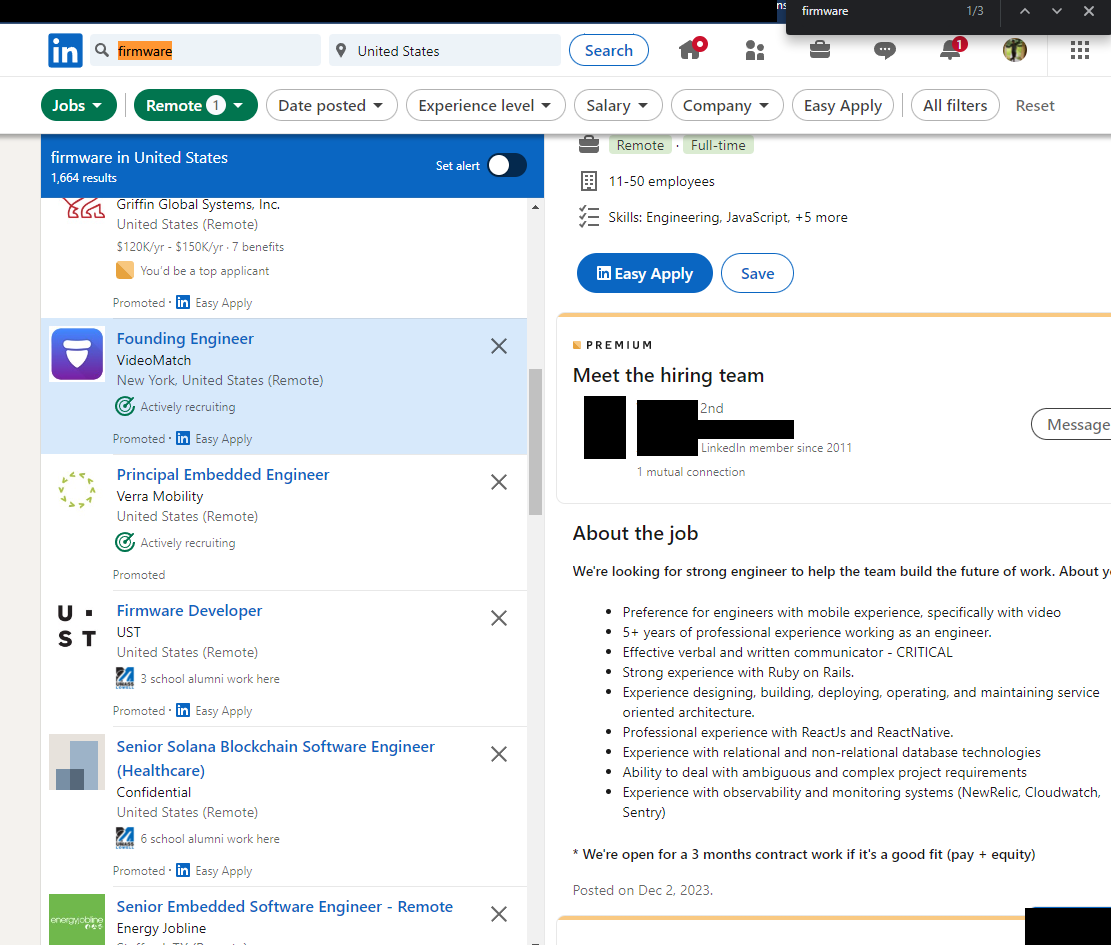 ns
firmware
1/3
in
firmware
United States
Search
1
Jobs
Remote 1
Date posted
Experience level
Salary
Company
Easy Apply
All filters
Reset
firmware in United States
1,664 results
Set alert
Griffin Global Systems, Inc.
United States (Remote)
$120K/yr - $150K/yr · 7 benefits
You'd be a top applicant
Promoted · in Easy Apply
Founding Engineer
VideoMatch
New York, United States (Remote)
Actively recruiting
Promoted · in Easy Apply
Principal Embedded Engineer
Verra Mobility
United States (Remote)
Actively recruiting
Promoted
U ·
S T
Firmware Developer
UST
United States (Remote)
3 school alumni work here
Promoted · in Easy Apply
Senior Solana Blockchain Software Engineer
(Healthcare)
Confidential
United States (Remote)
6 school alumni work here
Promoted · in Easy Apply
energyjobline
Senior Embedded Software Engineer - Remote
Energy Jobline
Remote · Full-time
11-50 employees
Skills: Engineering, JavaScript, +5 more
in Easy Apply
Save
PREMIUM
Meet the hiring team
2nd
LinkedIn member since 2011
1 mutual connection
Message
About the job
We're looking for strong engineer to help the team build the future of work. About y
• Preference for engineers with mobile experience, specifically with video
• 5+ years of professional experience working as an engineer.
• Effective verbal and written communicator - CRITICAL
• Strong experience with Ruby on Rails.
• Experience designing, building, deploying, operating, and maintaining service
oriented architecture.
• Professional experience with ReactJs and ReactNative.
• Experience with relational and non-relational database technologies
• Ability to deal with ambiguous and complex project requirements
• Experience with observability and monitoring systems (NewRelic, Cloudwatch,
Sentry)
* We're open for a 3 months contract work if it's a good fit (pay + equity)
Posted on Dec 2, 2023.